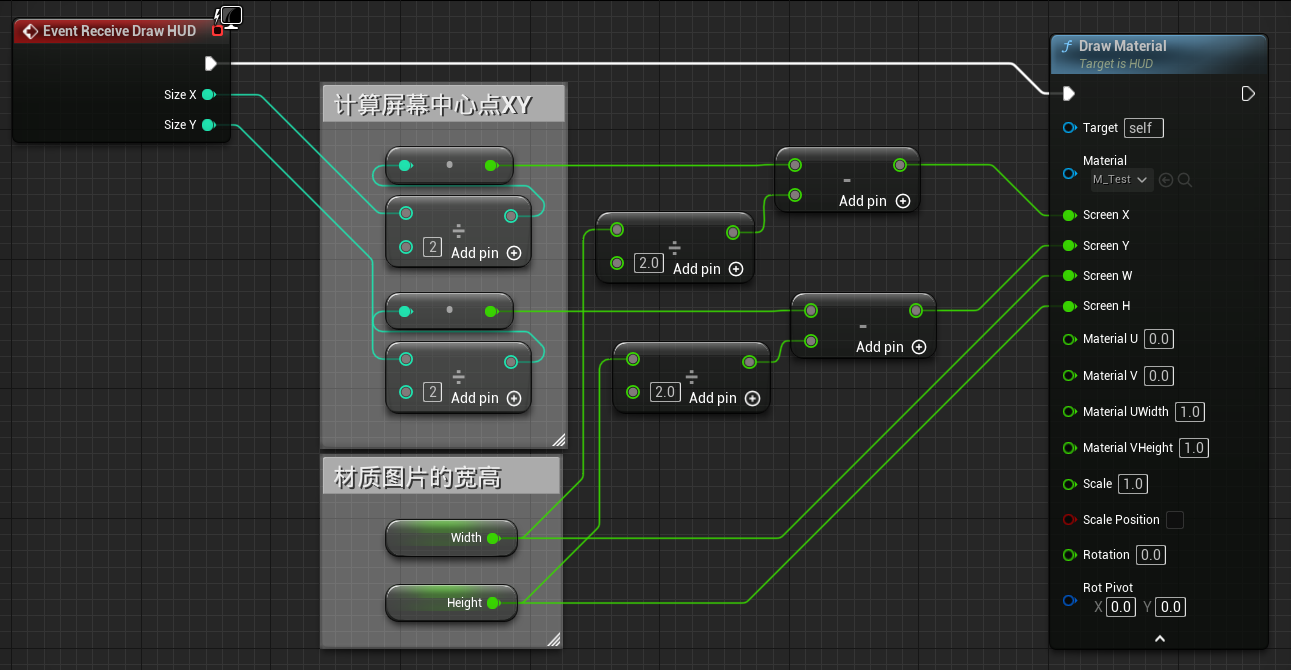 Event Receive Draw HUD
Size X
Size Y
计算屏幕中心点XY
÷
2
Add pin
÷
2
Add pin
材质图片的宽高
Width
Height
÷
2.0
Add pin
÷
2.0
Add pin
-
Add pin
-
Add pin
f Draw Material
Target is HUD
Target self
Material
M_Test
Screen X
Screen Y
Screen W
Screen H
Material U 0.0
Material V 0.0
Material UWidth 1.0
Material VHeight 1.0
Scale 1.0
Scale Position
Rotation 0.0
Rot Pivot
X 0.0 Y 0.0